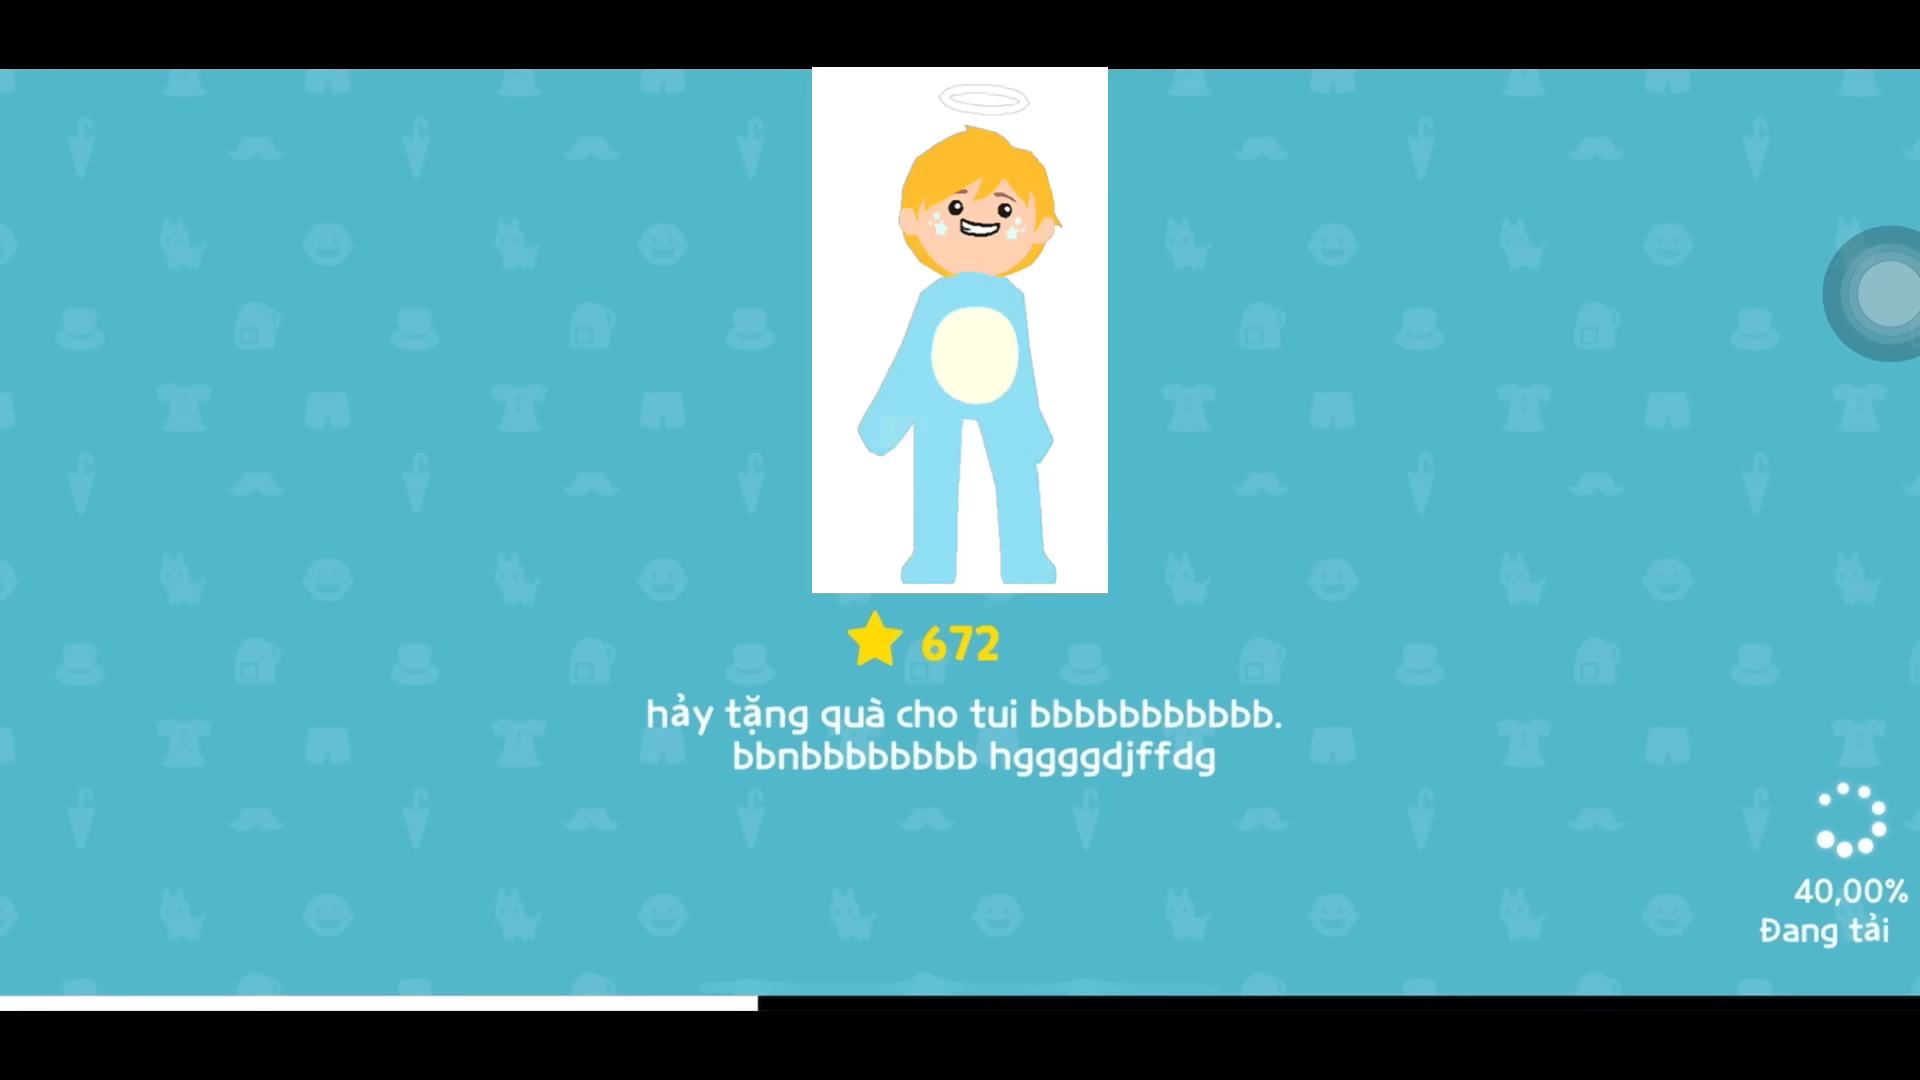 672
hảy tặng quà cho tui bbbbbbbbbbb.
bbnbbbbbbbb hggggdjffdg
40,00%
Đang tải